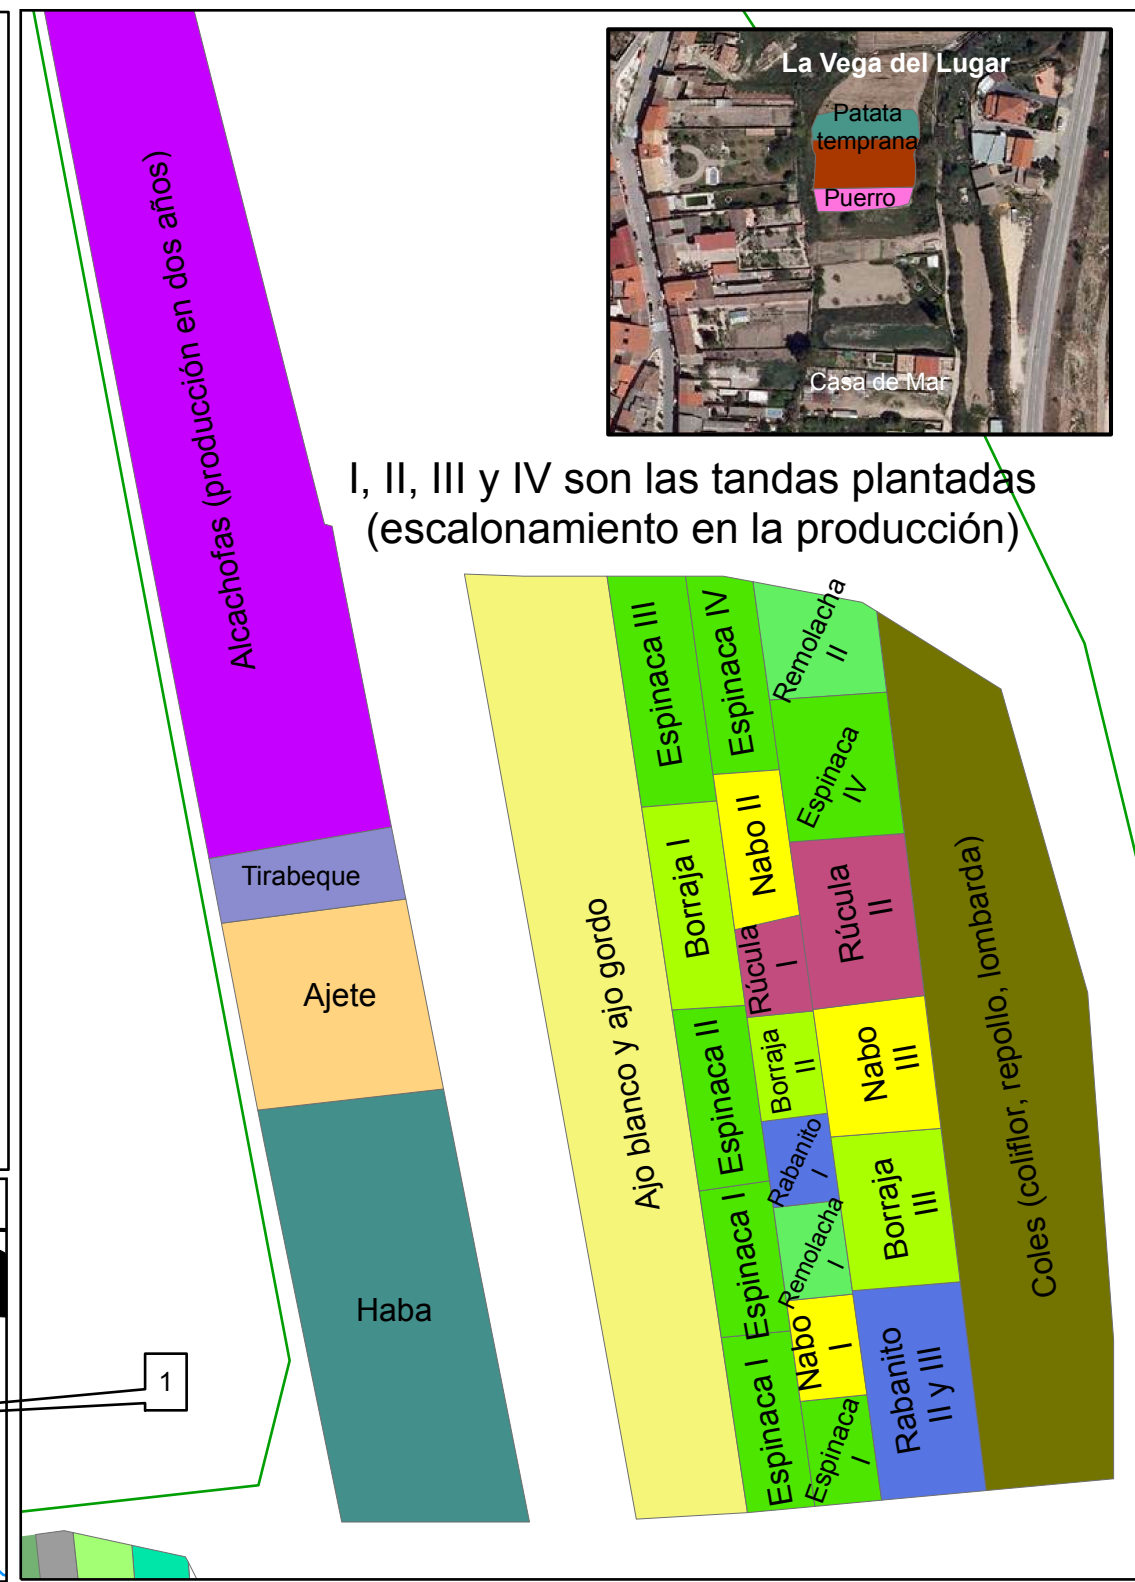 La Vega del Lugar
Patata
temprana
Puerro
Casa de Mar
I, II, III y IV son las tandas plantadas
(escalonamiento en la producción)
Alcachofas (producción en dos años)
Tirabeque
Ajete
Haba
1
Ajo blanco y ajo gordo
Espinaca III
Borraja I
Espinaca II
Espinaca I
Espinaca I
Espinaca IV
Nabo II
Rúcula
I
Borraja
II
Rabanito
I
Remolacha
I
Nabo
I
Espinaca
I
Remolacha
II
Espinaca
IV
Rúcula
II
Nabo
III
Borraja
III
Rabanito
II y III
Coles (coliflor, repollo, lombarda)